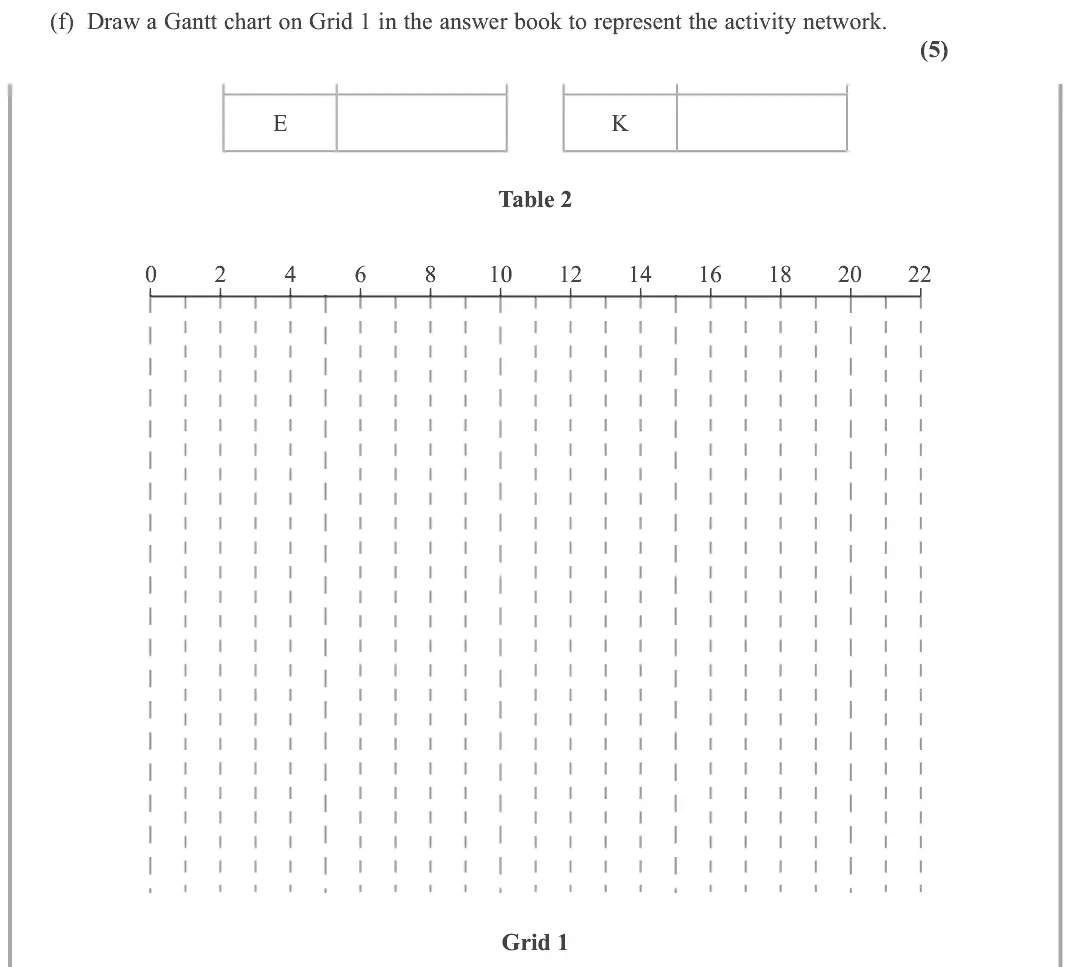 (f) Draw a Gantt chart on Grid 1 in the answer book to represent the activity network.
(5)
E K
Table 2
0 2 4 6 8 10 12 14 16 18 20 22
Grid 1